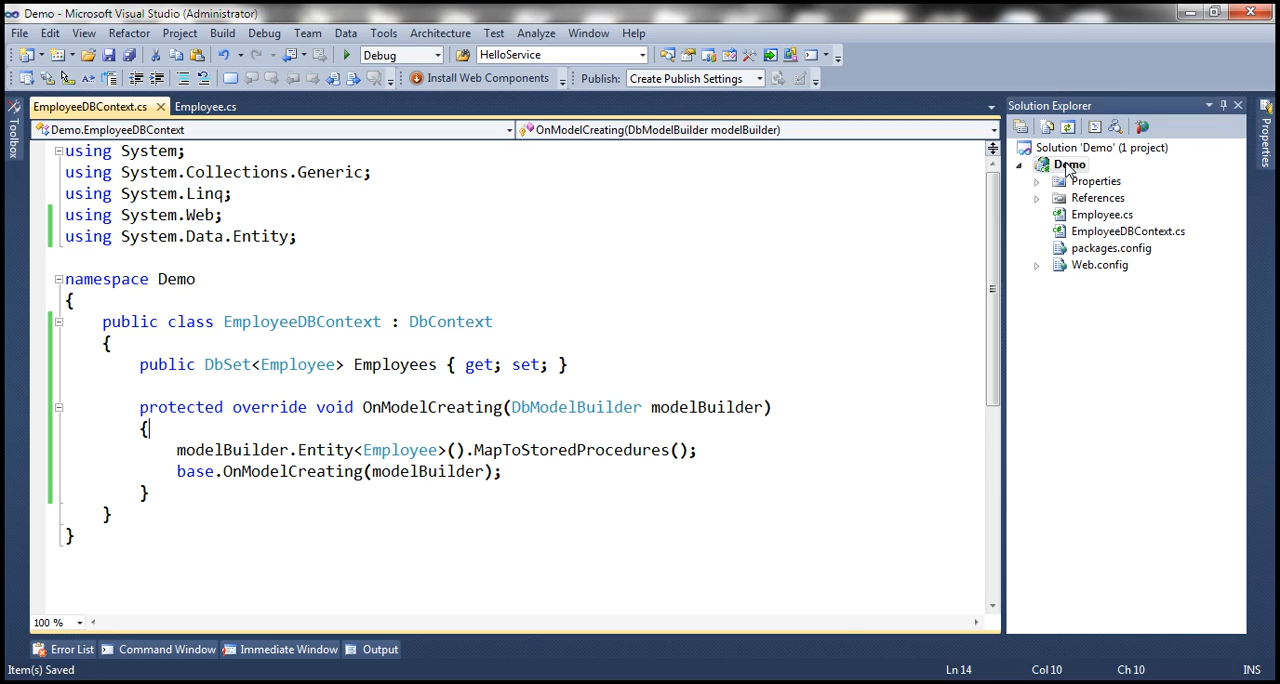 Demo - Microsoft Visual Studio (Administrator)
File Edit View Refactor Project Build Debug Team Data Tools Architecture Test Analyze Window Help
Debug HelloService
Install Web Components Publish: Create Publish Settings
EmployeeDBContext.cs Employee.cs
Demo.EmployeeDBContext OnModelCreating(DbModelBuilder modelBuilder)
Toolbox
using System;
using System.Collections.Generic;
using System.Linq;
using System.Web;
using System.Data.Entity;
namespace Demo
{
public class EmployeeDBContext : DbContext
{
public DbSet<Employee> Employees { get; set; }
protected override void OnModelCreating(DbModelBuilder modelBuilder)
{
modelBuilder.Entity<Employee>().MapToStoredProcedures();
base.OnModelCreating(modelBuilder);
}
}
}
100 %
Solution Explorer
Solution 'Demo' (1 project)
Demo
Properties
References
Employee.cs
EmployeeDBContext.cs
packages.config
Web.config
Properties
Error List Command Window Immediate Window Output
Item(s) Saved Ln 14 Col 10 Ch 10 INS